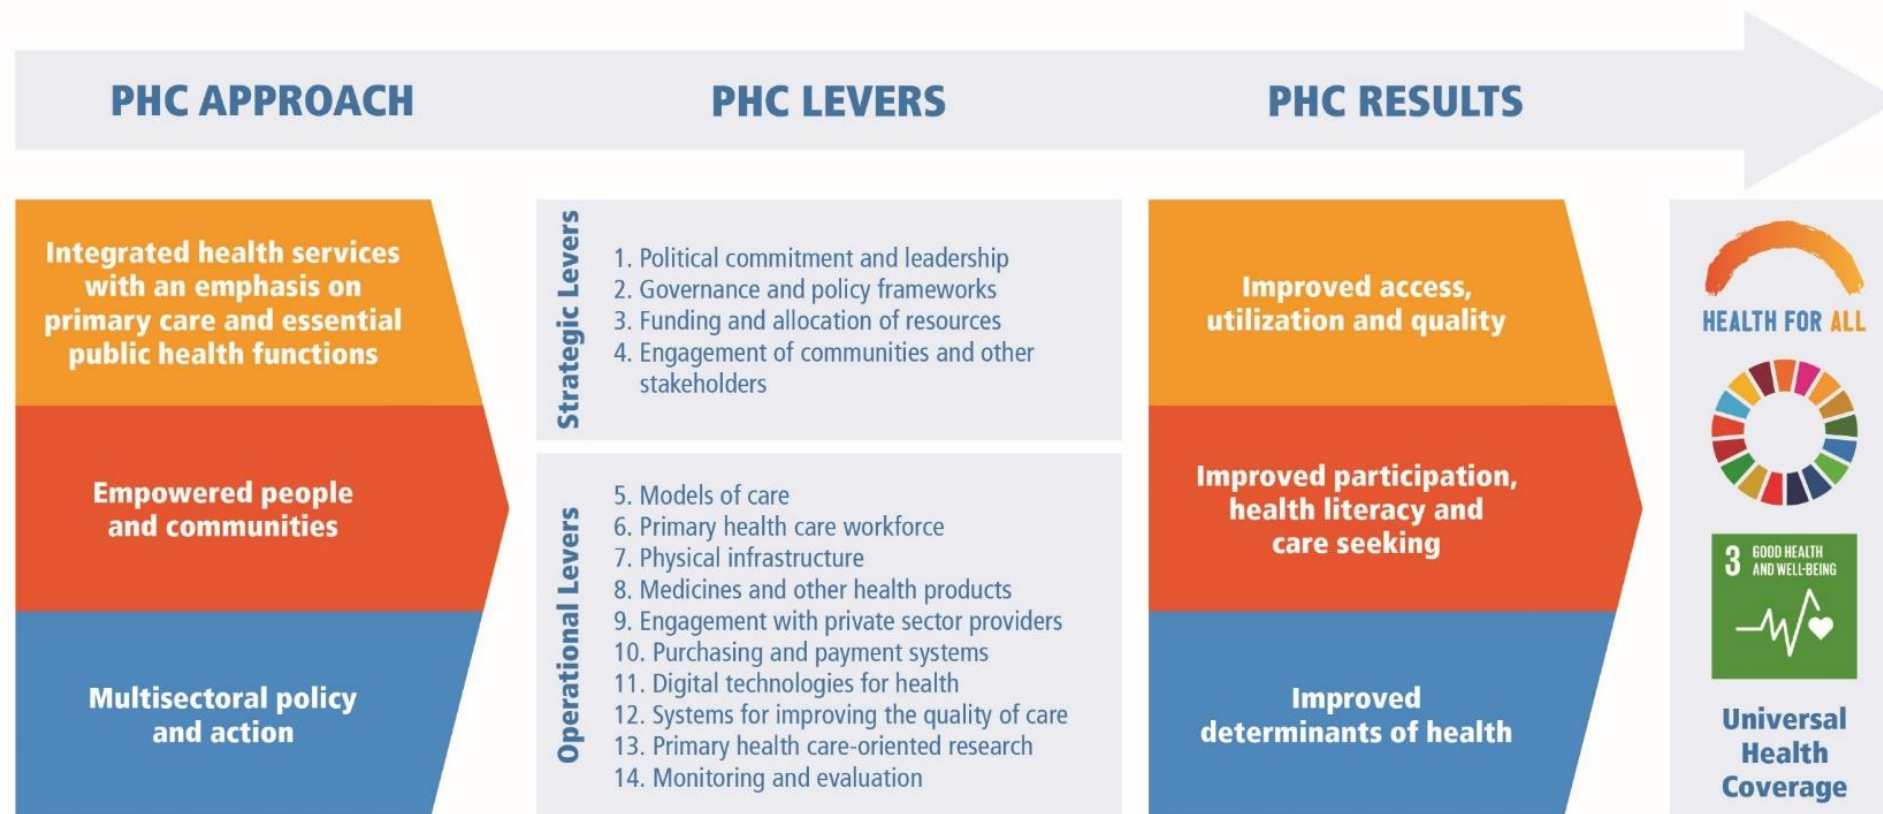 PHC APPROACH
PHC LEVERS
PHC RESULTS
Integrated health services
with an emphasis on
primary care and essential
public health functions
Empowered people
and communities
Multisectoral policy
and action
Strategic Levers
1. Political commitment and leadership
2. Governance and policy frameworks
3. Funding and allocation of resources
4. Engagement of communities and other
stakeholders
Operational Levers
5. Models of care
6. Primary health care workforce
7. Physical infrastructure
8. Medicines and other health products
9. Engagement with private sector providers
10. Purchasing and payment systems
11. Digital technologies for health
12. Systems for improving the quality of care
13. Primary health care-oriented research
14. Monitoring and evaluation
Improved access,
utilization and quality
Improved participation,
health literacy and
care seeking
Improved
determinants of health
HEALTH FOR ALL
3 GOOD HEALTH
AND WELL-BEING
Universal
Health
Coverage